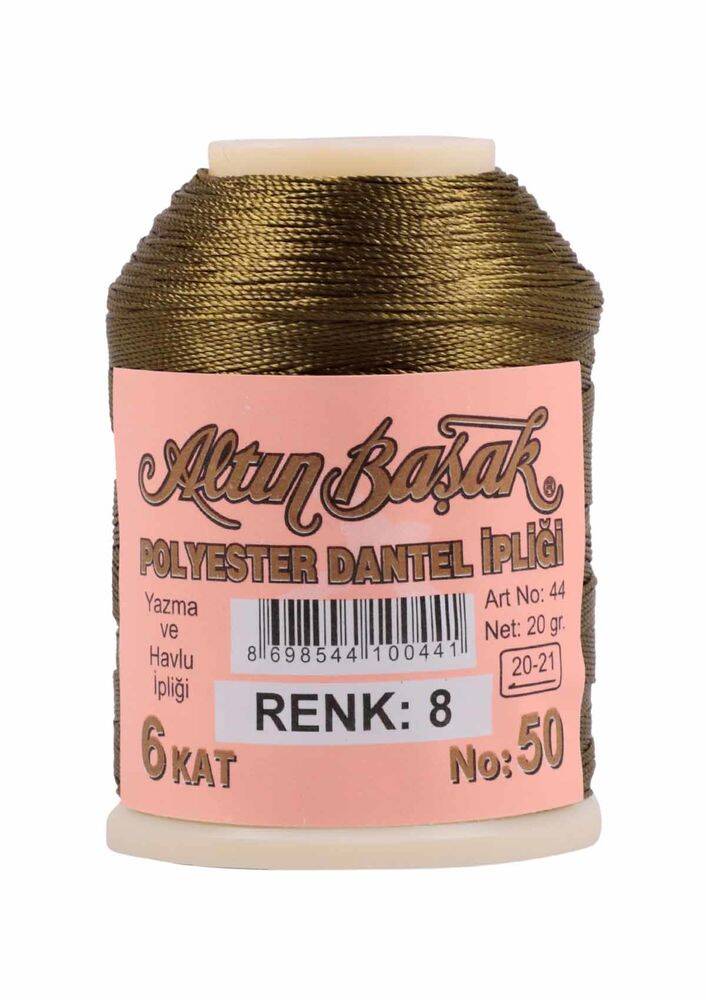 Altın Başak ®
POLYESTER DANTEL İPLİĞİ
Yazma
ve
Havlu
İpliği
8 698544 100441
Art No: 44
Net: 20 gr.
20-21
RENK: 8
6 KAT
No: 50